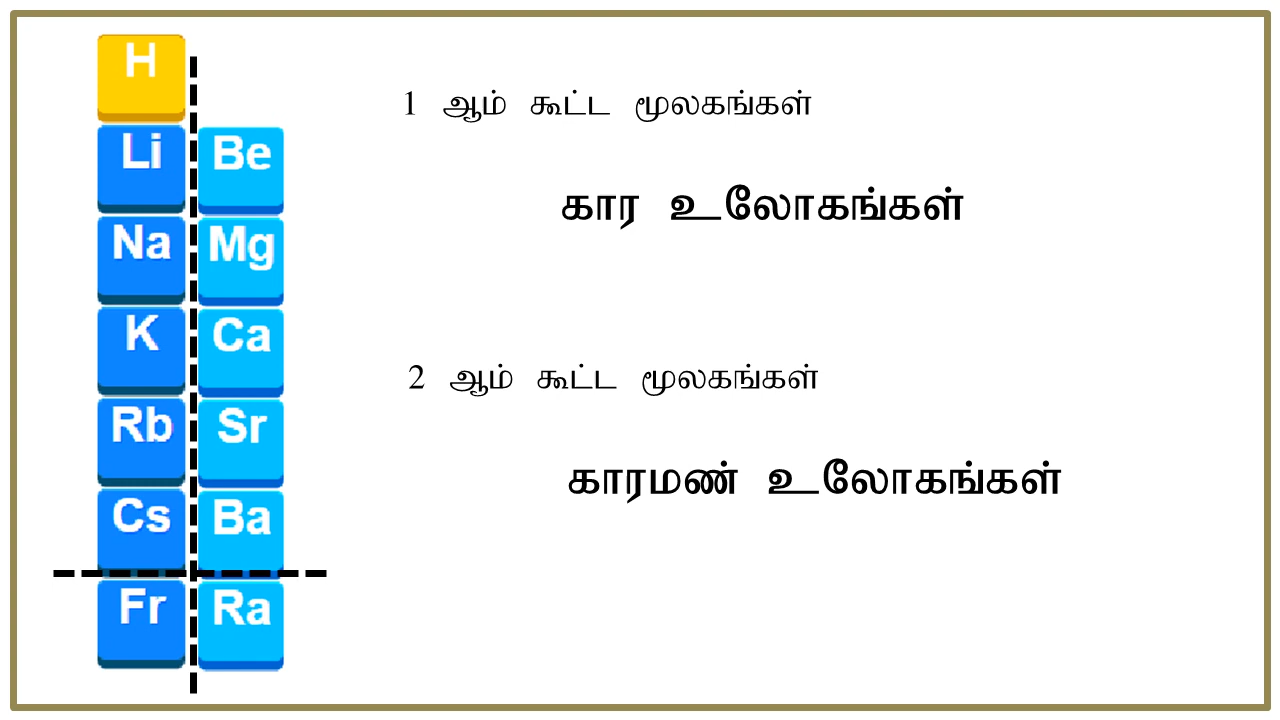 H
1 ஆம் கூட்ட மூலகங்கள்
Li Be
கார உலோகங்கள்
Na Mg
K Ca
2 ஆம் கூட்ட மூலகங்கள்
Rb Sr
காரமண் உலோகங்கள்
Cs Ba
Fr Ra